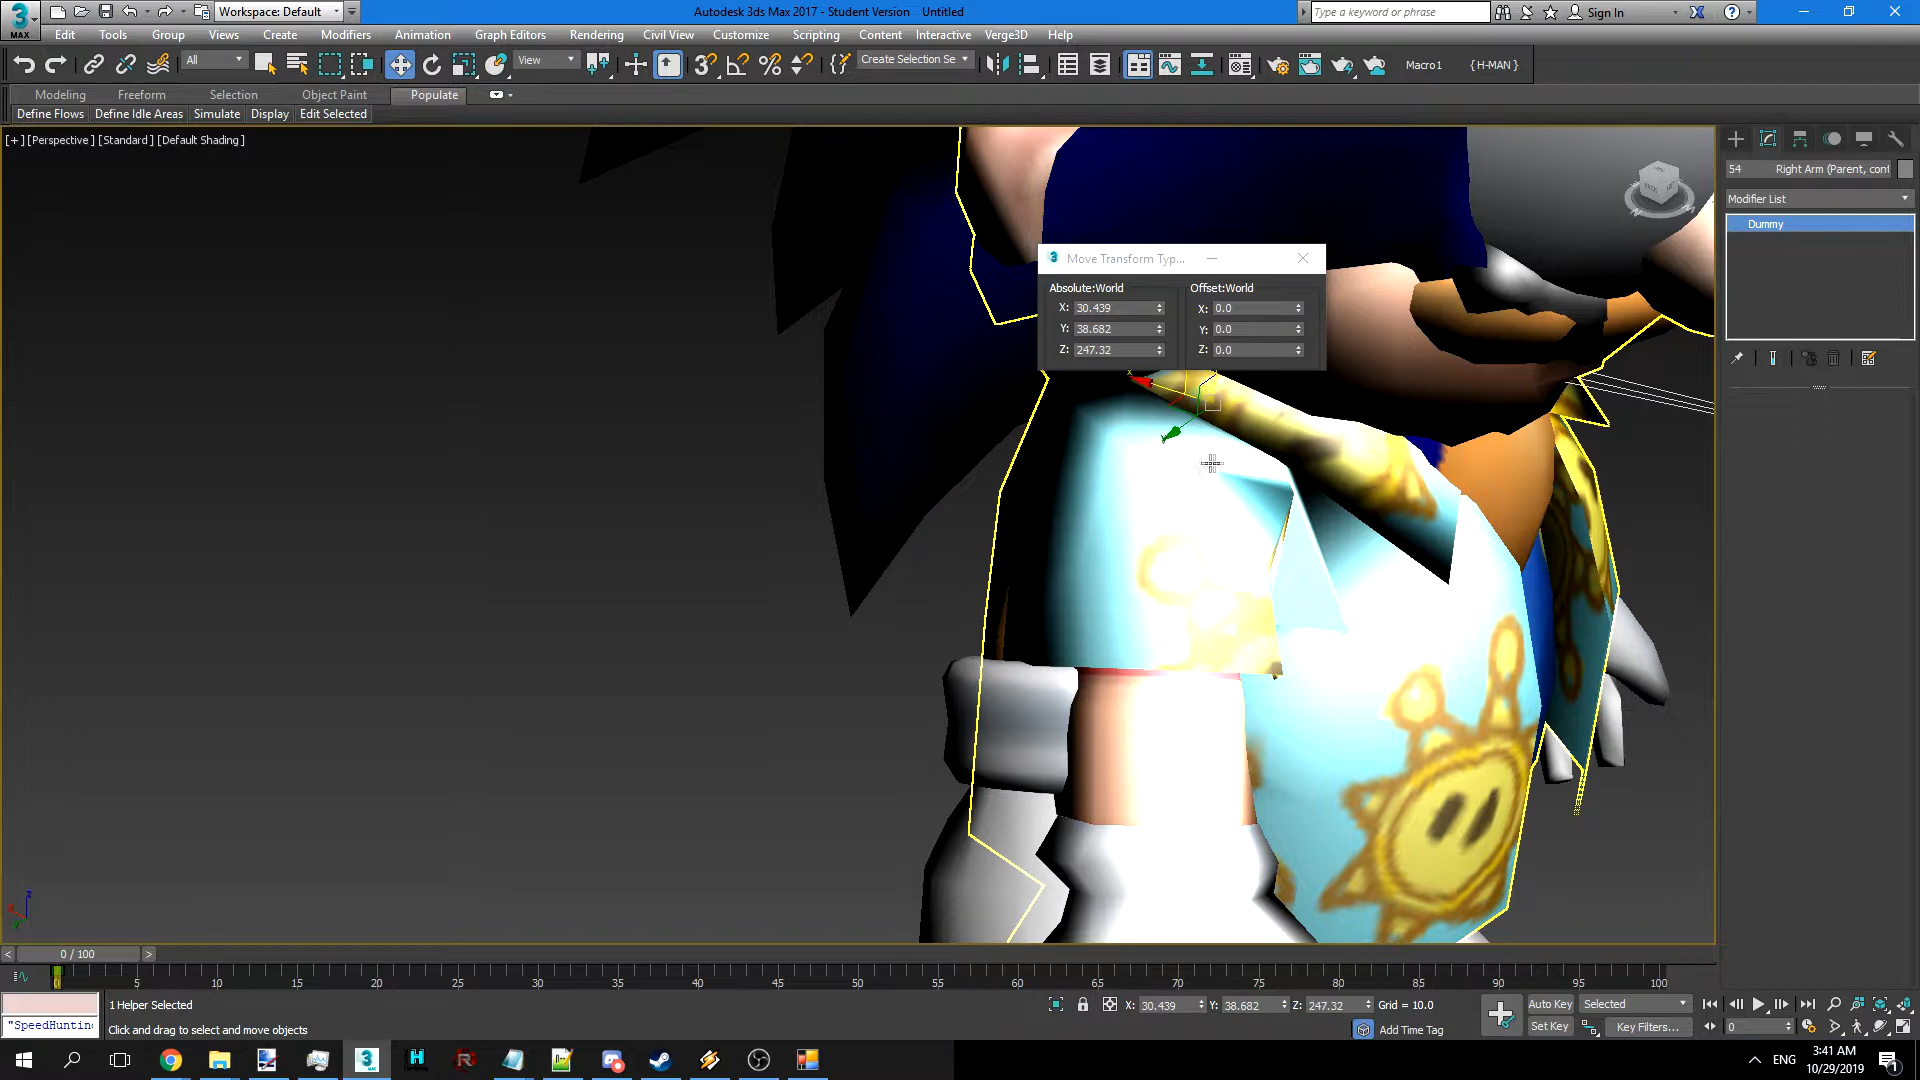 Workspace: Default
Autodesk 3ds Max 2017 - Student Version    Untitled
Type a keyword or phrase
Sign In
MAX
Edit Tools Group Views Create Modifiers Animation Graph Editors Rendering Civil View Customize Scripting Content Interactive Verge3D Help
All
View
Create Selection Se
Macro1
{H-MAN}
Modeling Freeform Selection Object Paint Populate
Define Flows Define Idle Areas Simulate Display Edit Selected
[+] [Perspective] [Standard] [Default Shading]
54 Right Arm (Parent, conf
Modifier List
Dummy
Move Transform Typ...
Absolute:World Offset:World
X: 30.439 X: 0.0
Y: 38.682 Y: 0.0
Z: 247.32 Z: 0.0
0 / 100
0 5 10 15 20 25 30 35 40 45 50 55 60 65 70 75 80 85 90 95 100
1 Helper Selected
X: 30.439 Y: 38.682 Z: 247.32 Grid = 10.0
Auto Key Selected
"SpeedHunting
Click and drag to select and move objects
Add Time Tag
Set Key Key Filters...
0
ENG
3:41 AM
10/29/2019